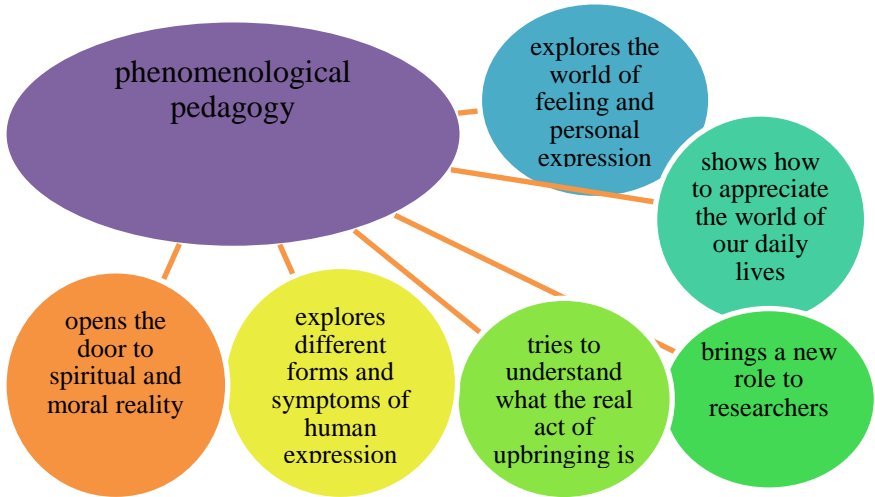 phenomenological
pedagogy
explores the
world of
feeling and
personal
expression
shows how
to appreciate
the world of
our daily
lives
brings a new
role to
researchers
tries to
understand
what the real
act of
upbringing is
explores
different
forms and
symptoms of
human
expression
opens the
door to
spiritual and
moral reality